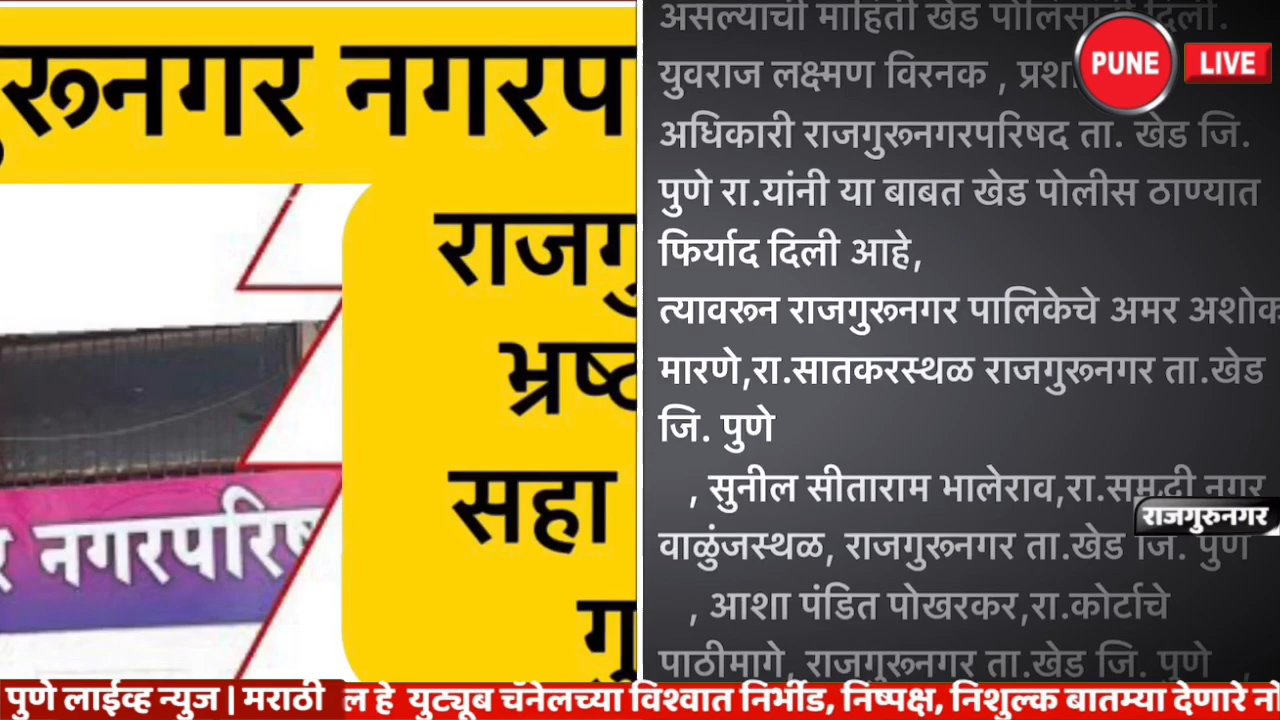 रूनगर नगरप
राजगु
भ्रष्ट
सहा
गु
नगरपरिष
असल्याची माहिती खेड पोलिसांनी दिली.
युवराज लक्ष्मण विरनक , प्रशा
अधिकारी राजगुरूनगरपरिषद ता. खेड जि.
पुणे रा.यांनी या बाबत खेड पोलीस ठाण्यात
फिर्याद दिली आहे,
त्यावरून राजगुरूनगर पालिकेचे अमर अशोक
मारणे,रा.सातकरस्थळ राजगुरूनगर ता.खेड
जि. पुणे
, सुनील सीताराम भालेराव,रा.समृद्धी नगर
वाळुंजस्थळ, राजगुरूनगर ता.खेड जि. पुणे
, आशा पंडित पोखरकर,रा.कोर्टाचे
पाठीमागे, राजगुरूनगर ता.खेड जि. पुणे ,
PUNE LIVE
राजगुरुनगर
पुणे लाईव्ह न्युज | मराठी ल हे युट्यूब चॅनेलच्या विश्वात निर्भीड, निष्पक्ष, निशुल्क बातम्या देणारे नो